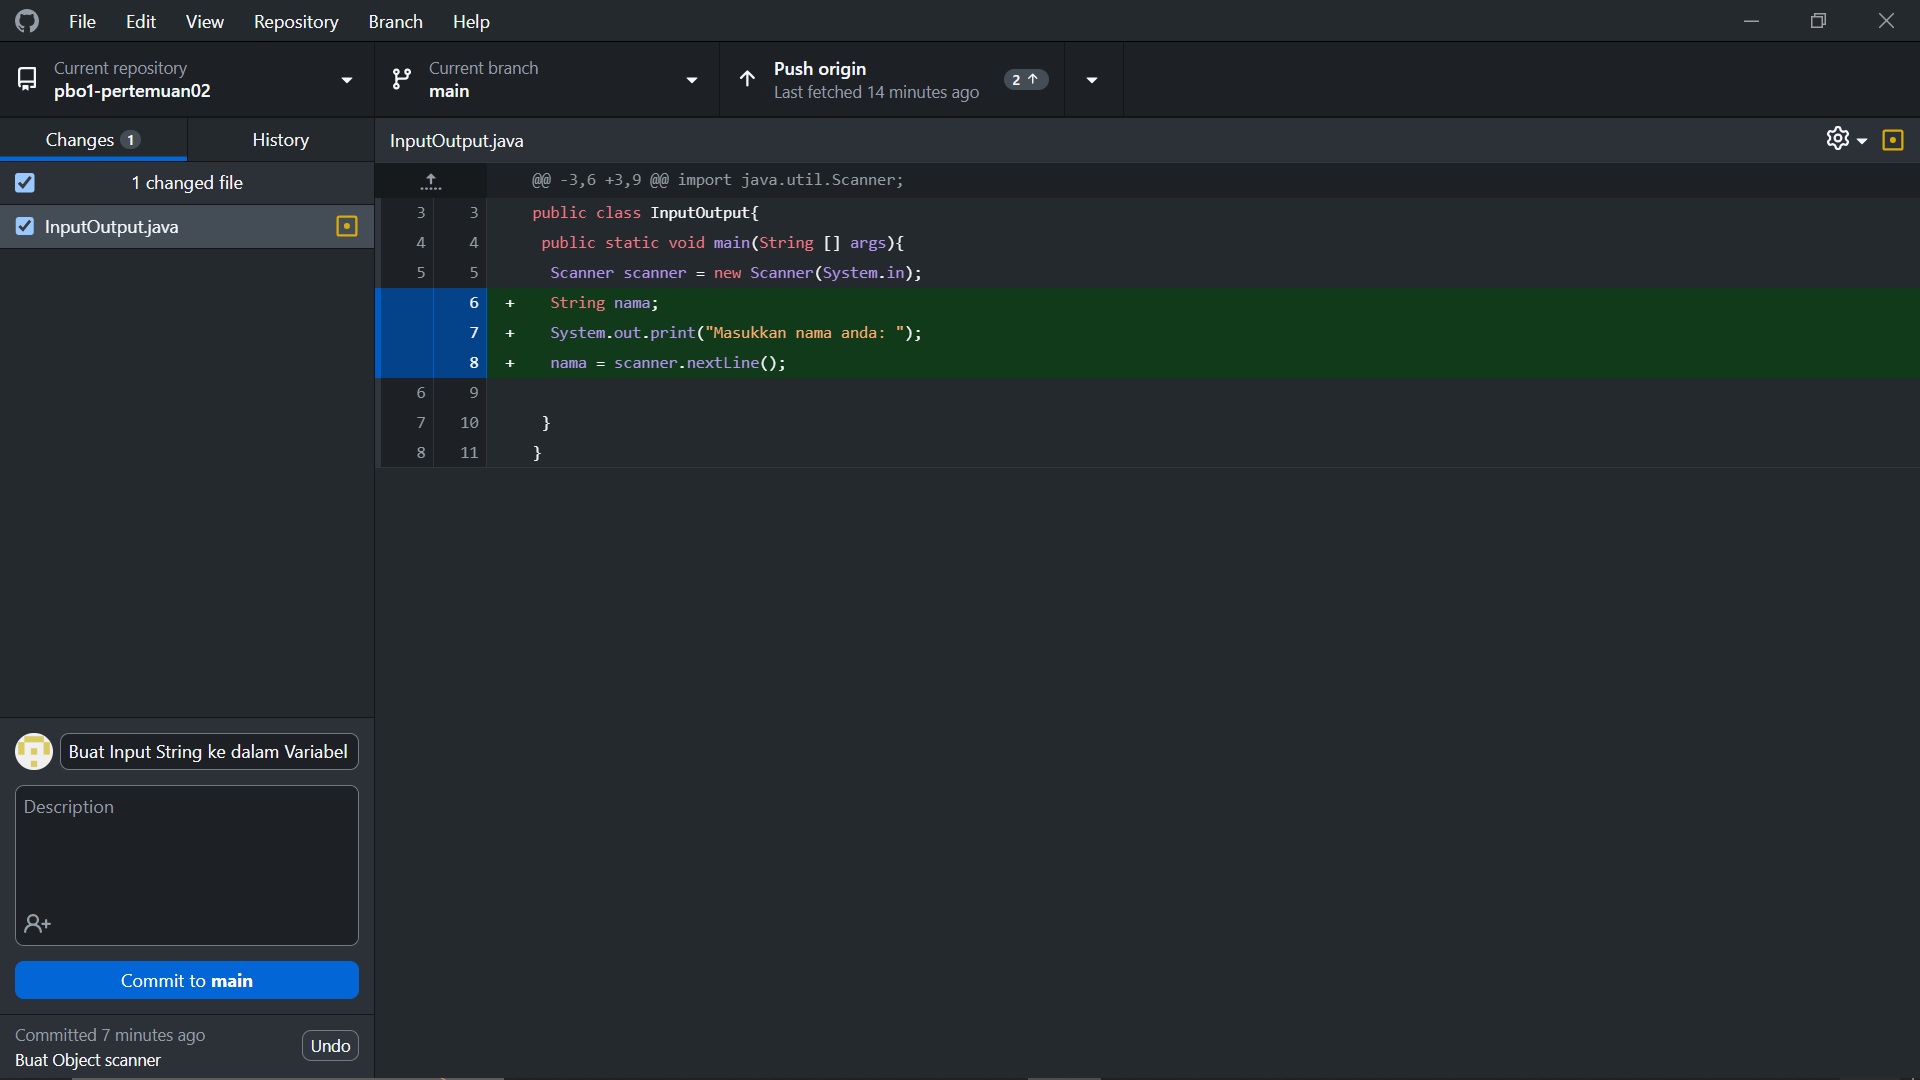 File Edit View Repository Branch Help
Current repository
pbo1-pertemuan02
Current branch
main
Push origin
Last fetched 14 minutes ago
2
Changes 1
History
InputOutput.java
1 changed file
InputOutput.java
@@ -3,6 +3,9 @@ import java.util.Scanner;
3 3 public class InputOutput{
4 4 public static void main(String [] args){
5 5 Scanner scanner = new Scanner(System.in);
6 + String nama;
7 + System.out.print("Masukkan nama anda: ");
8 + nama = scanner.nextLine();
6 9
7 10 }
8 11 }
Buat Input String ke dalam Variabel
Description
Commit to main
Committed 7 minutes ago
Buat Object scanner
Undo